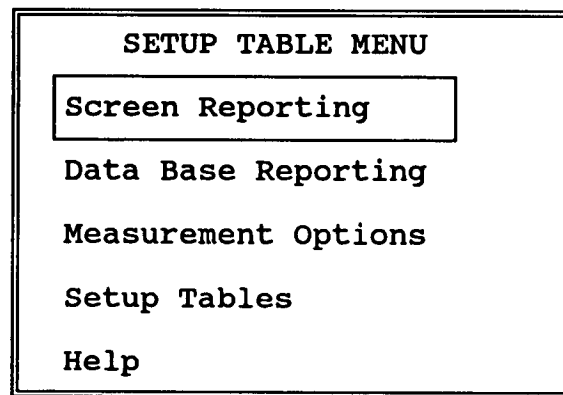 SETUP TABLE MENU
Screen Reporting
Data Base Reporting
Measurement Options
Setup Tables
Help